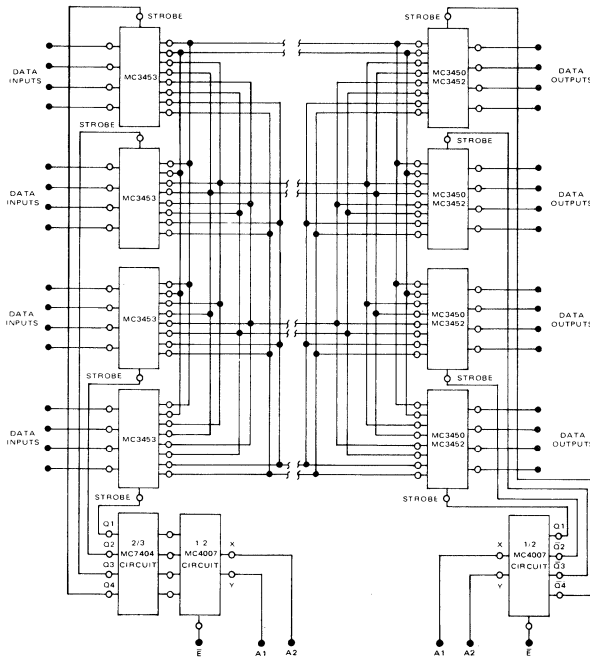 STROBE
STROBE
DATA
INPUTS
MC3453
MC3450
MC3452
DATA
OUTPUTS
STROBE
STROBE
DATA
INPUTS
MC3453
MC3450
MC3452
DATA
OUTPUTS
DATA
INPUTS
MC3453
MC3450
MC3452
DATA
OUTPUTS
STROBE
STROBE
DATA
INPUTS
MC3453
MC3450
MC3452
DATA
OUTPUTS
STROBE
STROBE
Q1
Q2
Q3
Q4
2/3
MC7404
CIRCUIT
1 2
MC4007
CIRCUIT
X
Y
E
A1
A2
X
Y
1/2
MC4007
CIRCUIT
Q1
Q2
Q3
Q4
A1
A2
E